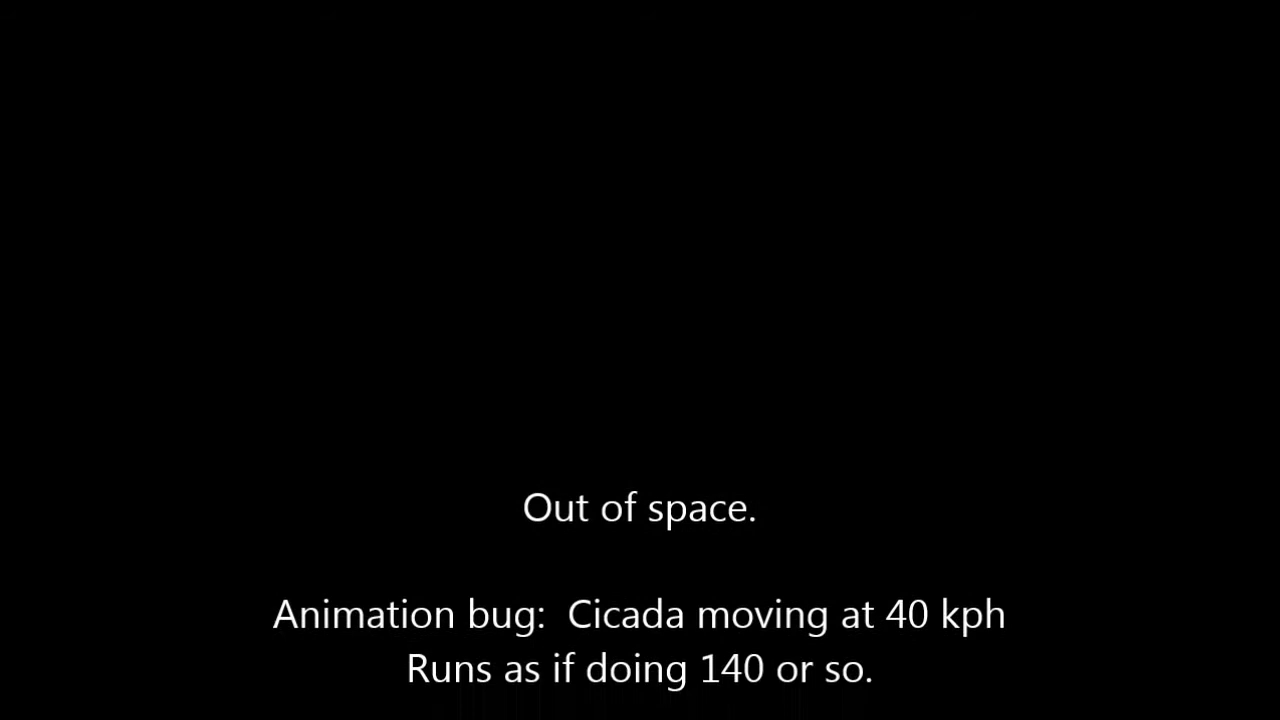 Out of space.
Animation bug:  Cicada moving at 40 kph
Runs as if doing 140 or so.